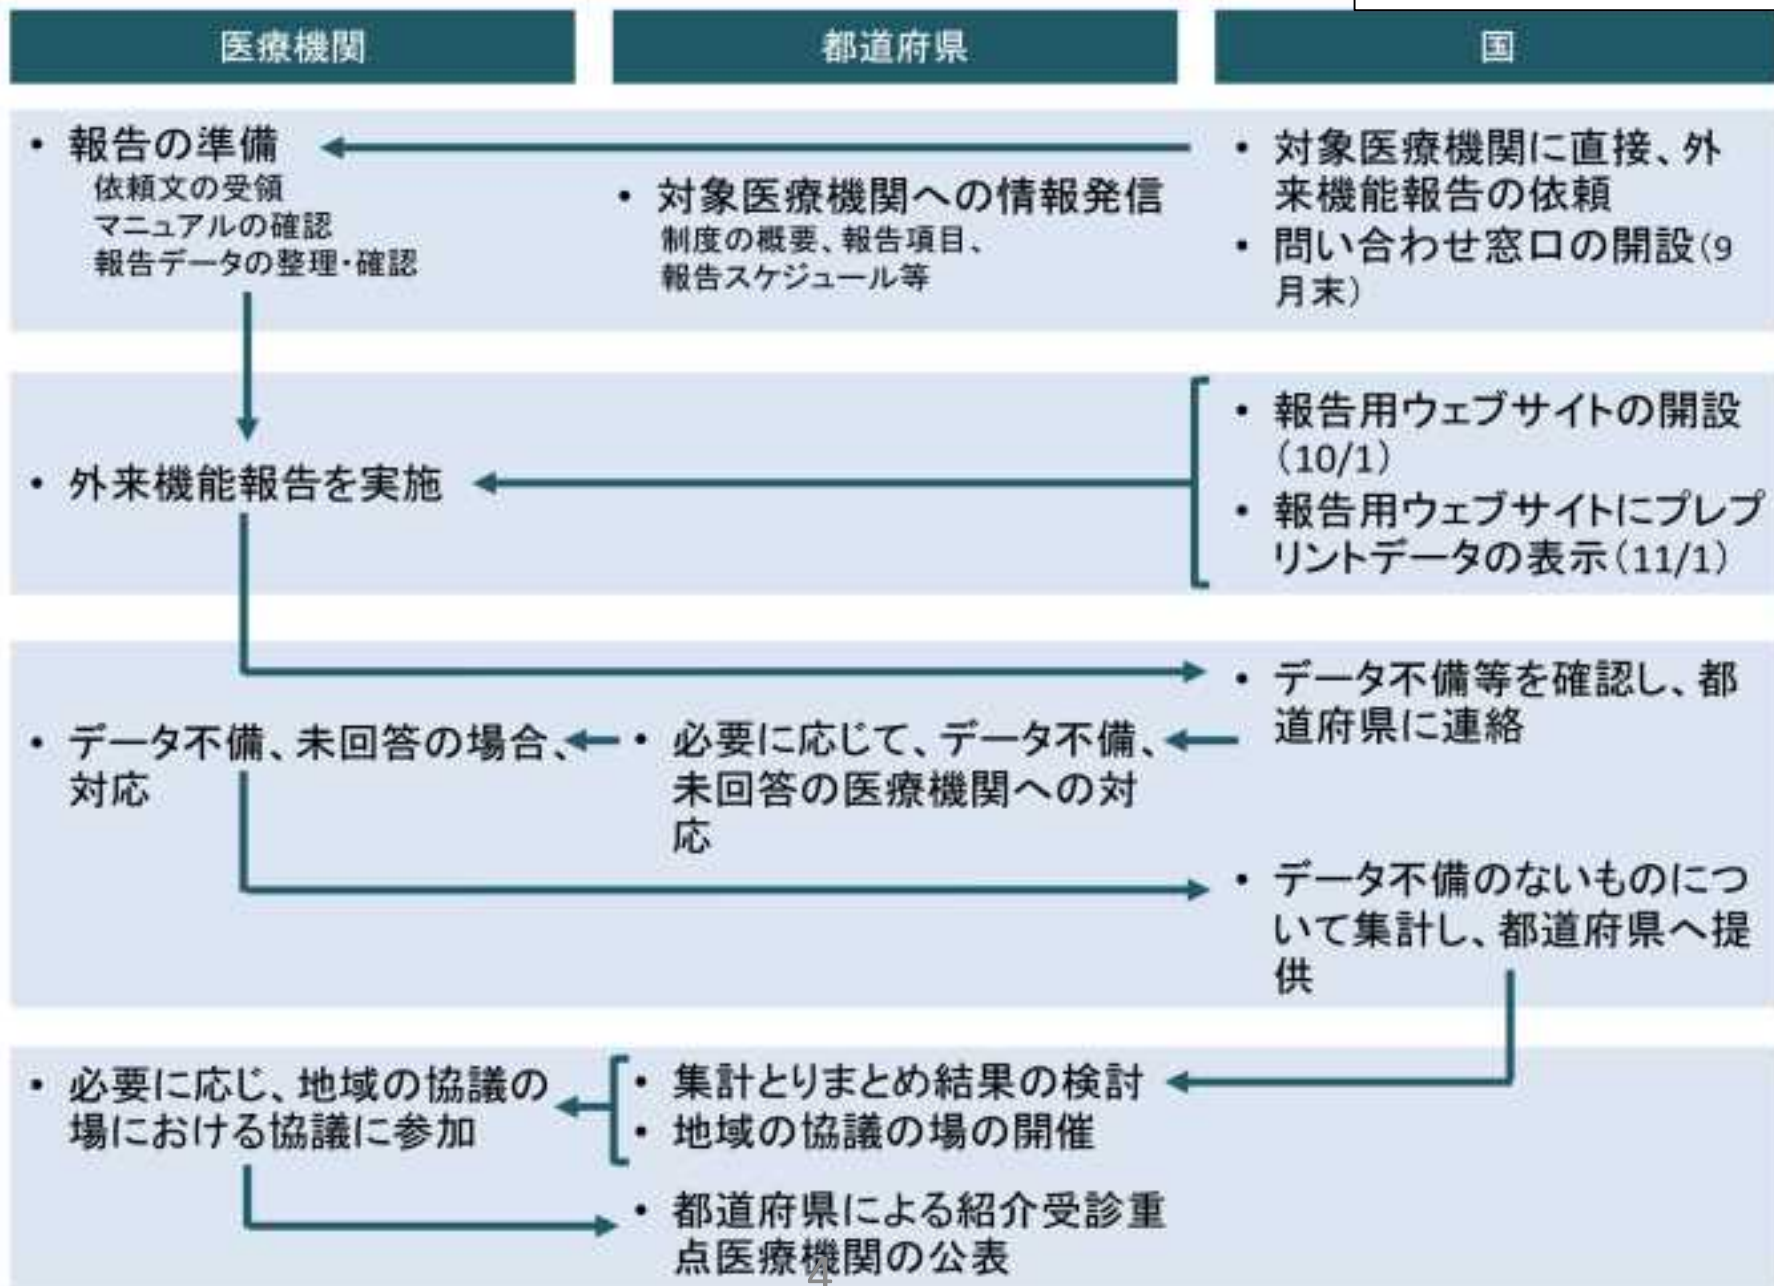 医療機関
都道府県
国
• 報告の準備
依頼文の受領
マニュアルの確認
報告データの整理・確認
• 対象医療機関への情報発信
制度の概要、報告項目、
報告スケジュール等
• 対象医療機関に直接、外
来機能報告の依頼
• 問い合わせ窓口の開設(9
月末)
• 外来機能報告を実施
• 報告用ウェブサイトの開設
(10/1)
• 報告用ウェブサイトにプレプ
リントデータの表示(11/1)
• データ不備等を確認し、都
道府県に連絡
• 必要に応じて、データ不備、
未回答の医療機関への対
応
• データ不備、未回答の場合、
対応
• データ不備のないものにつ
いて集計し、都道府県へ提
供
• 集計とりまとめ結果の検討
• 地域の協議の場の開催
• 必要に応じ、地域の協議の
場における協議に参加
• 都道府県による紹介受診重
点医療機関の公表
4